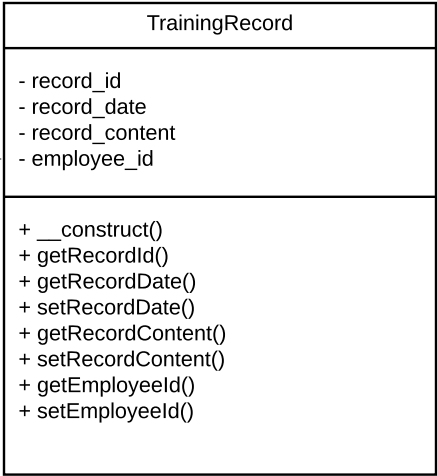 TrainingRecord
- record_id
- record_date
- record_content
- employee_id
+ __construct()
+ getRecordId()
+ getRecordDate()
+ setRecordDate()
+ getRecordContent()
+ setRecordContent()
+ getEmployeeId()
+ setEmployeeId()